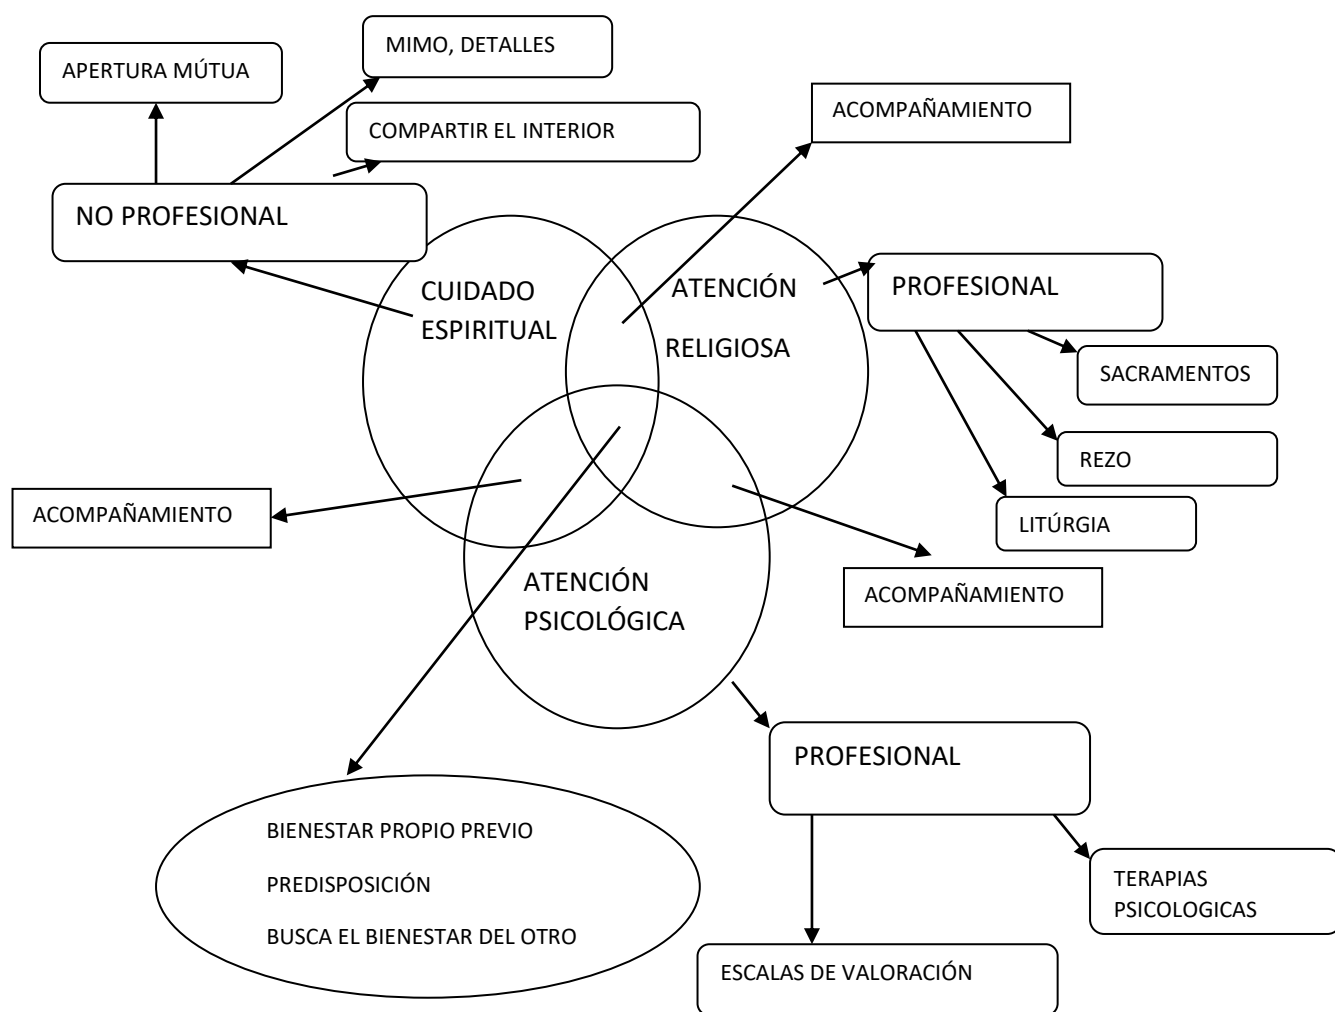 MIMO, DETALLES
APERTURA MÚTUA
ACOMPAÑAMIENTO
COMPARTIR EL INTERIOR
NO PROFESIONAL
CUIDADO
ESPIRITUAL
ATENCIÓN
RELIGIOSA
PROFESIONAL
SACRAMENTOS
REZO
LITÚRGIA
ACOMPAÑAMIENTO
ATENCIÓN
PSICOLÓGICA
ACOMPAÑAMIENTO
PROFESIONAL
BIENESTAR PROPIO PREVIO
PREDISPOSICIÓN
BUSCA EL BIENESTAR DEL OTRO
TERAPIAS
PSICOLOGICAS
ESCALAS DE VALORACIÓN